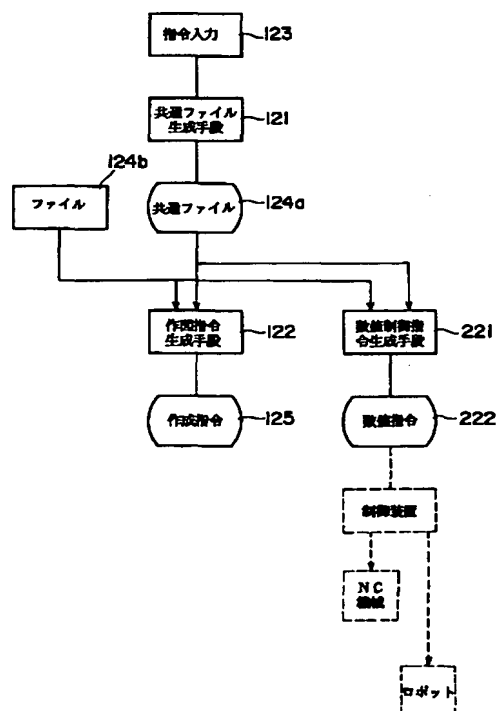 指令入力
123
共通ファイル
生成手段
121
124b
ファイル
共通ファイル
124a
作図指令
生成手段
122
数値制御指
令生成手段
221
作成指令
125
数値指令
222
制御装置
NC
機械
ロボット